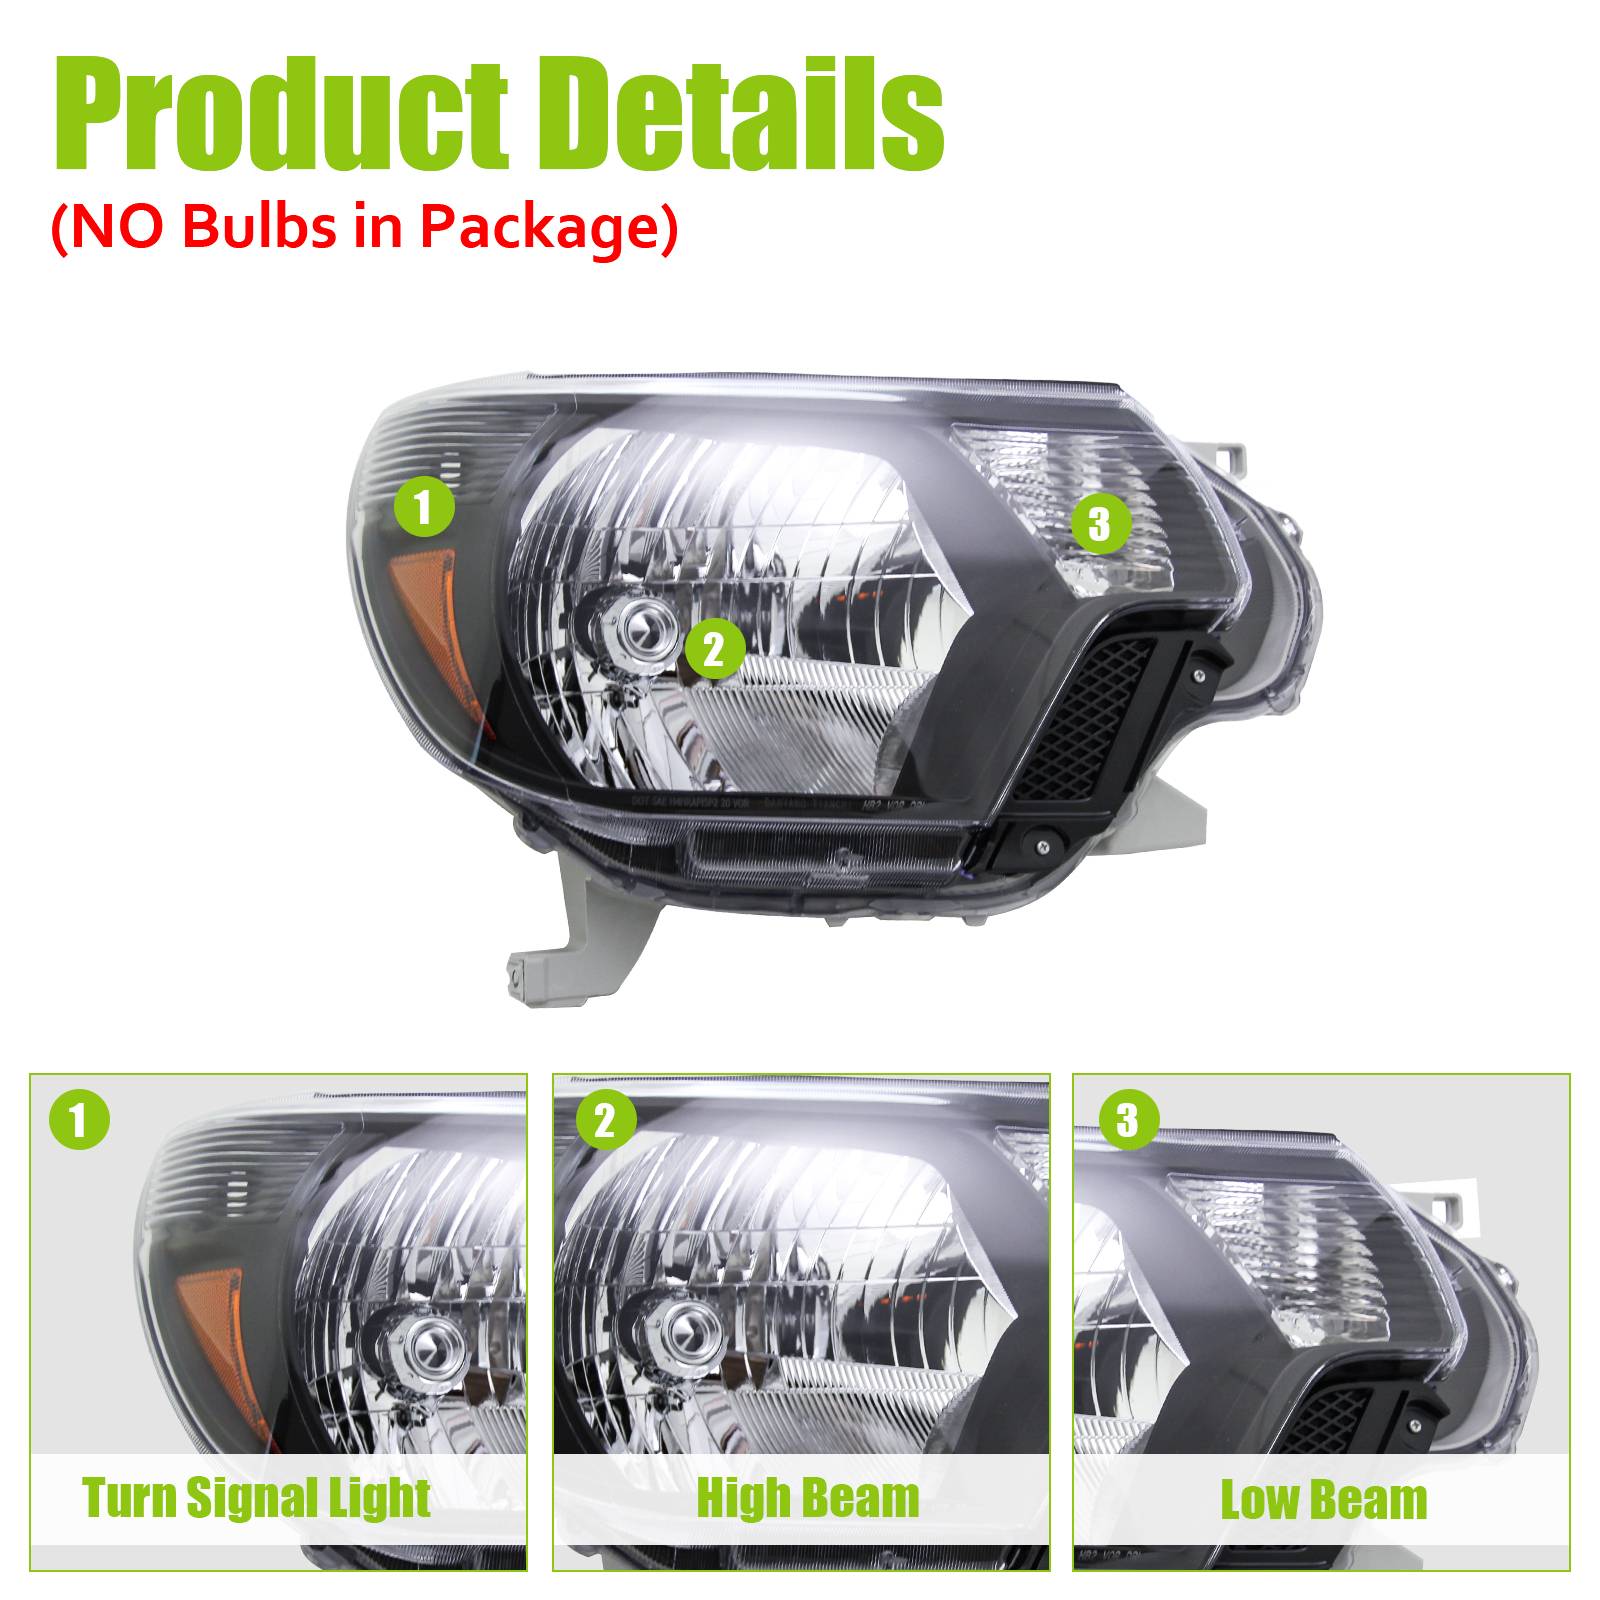 Product Details
(NO Bulbs in Package)
1
2
3
1
2
3
Turn Signal Light
High Beam
Low Beam